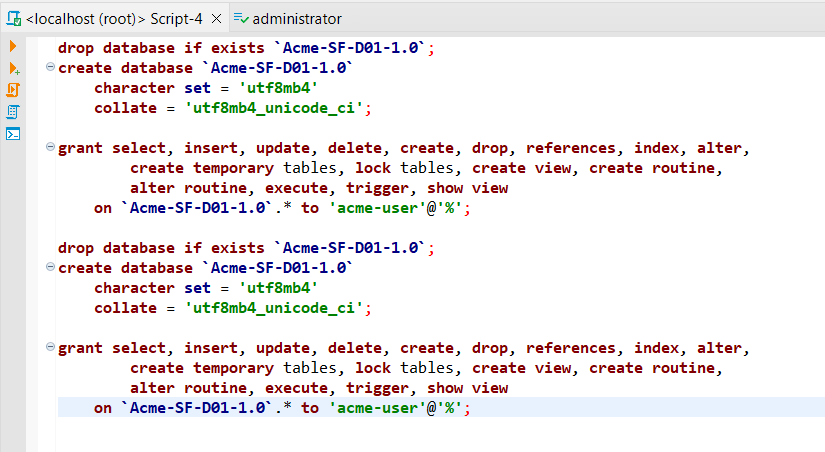 <localhost (root)> Script-4
administrator
drop database if exists `Acme-SF-D01-1.0`;
create database `Acme-SF-D01-1.0`
    character set = 'utf8mb4'
    collate = 'utf8mb4_unicode_ci';
grant select, insert, update, delete, create, drop, references, index, alter,
        create temporary tables, lock tables, create view, create routine,
        alter routine, execute, trigger, show view
    on `Acme-SF-D01-1.0`.* to 'acme-user'@'%';
drop database if exists `Acme-SF-D01-1.0`;
create database `Acme-SF-D01-1.0`
    character set = 'utf8mb4'
    collate = 'utf8mb4_unicode_ci';
grant select, insert, update, delete, create, drop, references, index, alter,
        create temporary tables, lock tables, create view, create routine,
        alter routine, execute, trigger, show view
    on `Acme-SF-D01-1.0`.* to 'acme-user'@'%';